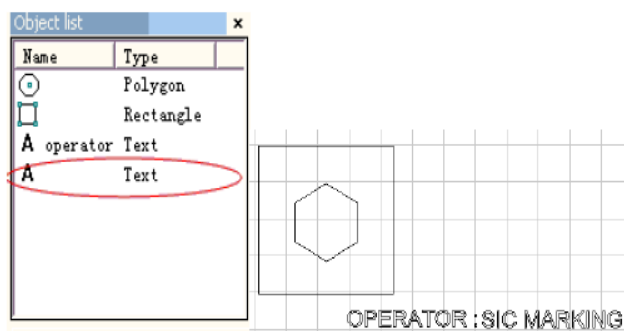 Object list
Name Type
Polygon
Rectangle
A operator Text
A Text
OPERATOR : SIC MARKING